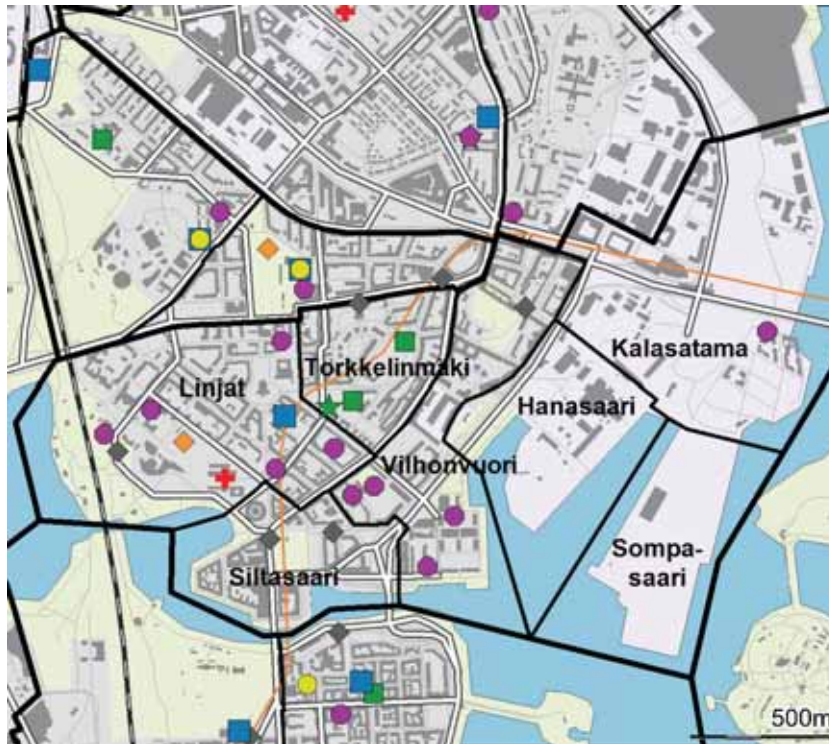 Kalasatama
Torkkelinmäki
Linjat
Hanasaari
Vilhonvuori
Sompa-
saari
Siltasaari
500m